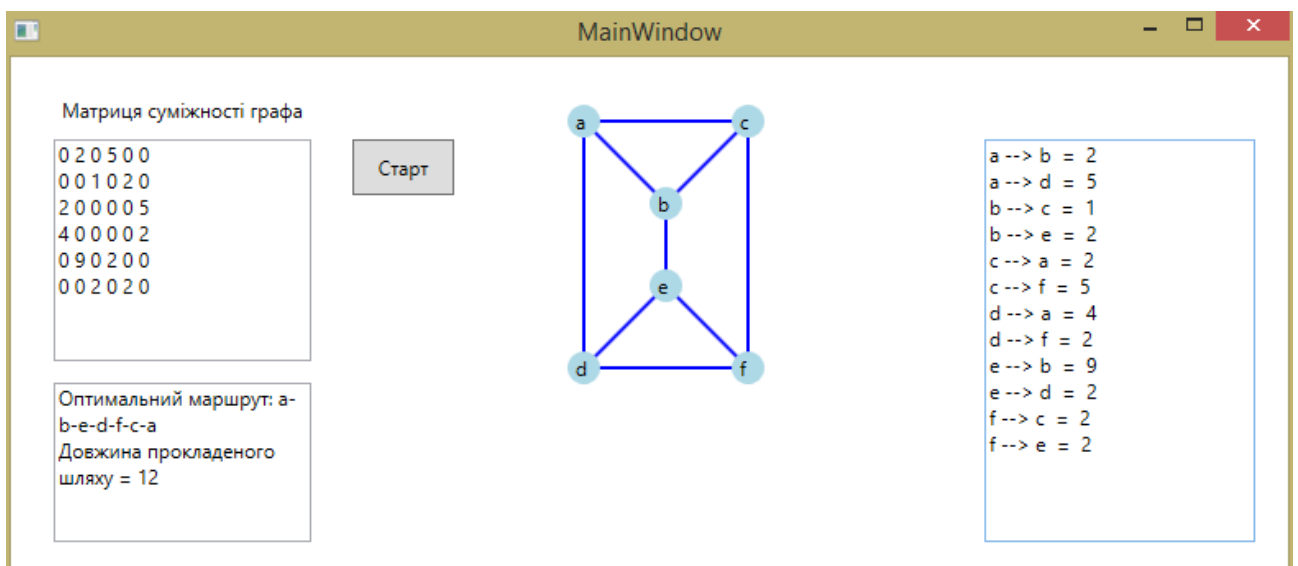 MainWindow
Матриця суміжності графа
0 2 0 5 0 0
0 0 1 0 2 0
2 0 0 0 0 5
4 0 0 0 0 2
0 9 0 2 0 0
0 0 2 0 2 0
Старт
Оптимальний маршрут: a-
b-e-d-f-c-a
Довжина прокладеного
шляху = 12
a
c
b
e
d
f
a --> b = 2
a --> d = 5
b --> c = 1
b --> e = 2
c --> a = 2
c --> f = 5
d --> a = 4
d --> f = 2
e --> b = 9
e --> d = 2
f --> c = 2
f --> e = 2